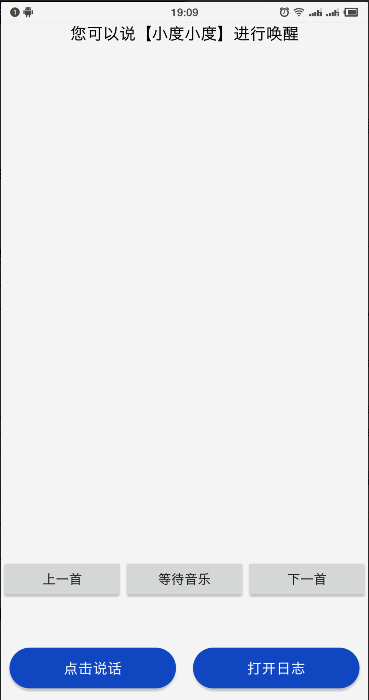 19:09
您可以说【小度小度】进行唤醒
上一首
等待音乐
下一首
点击说话
打开日志